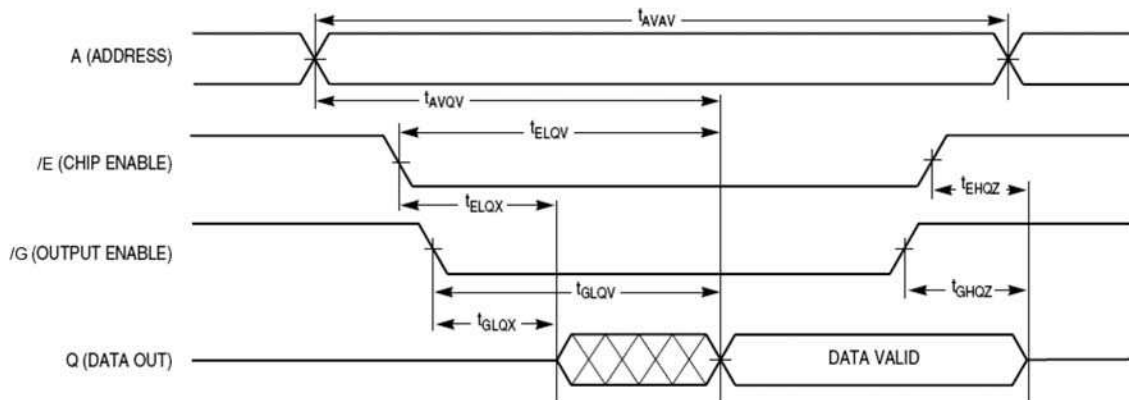 tAVAV
A (ADDRESS)
tAVQV
tELQV
/E (CHIP ENABLE)
tEHQZ
tELQX
/G (OUTPUT ENABLE)
tGHQZ
tGLQV
tGLQX
Q (DATA OUT)
DATA VALID